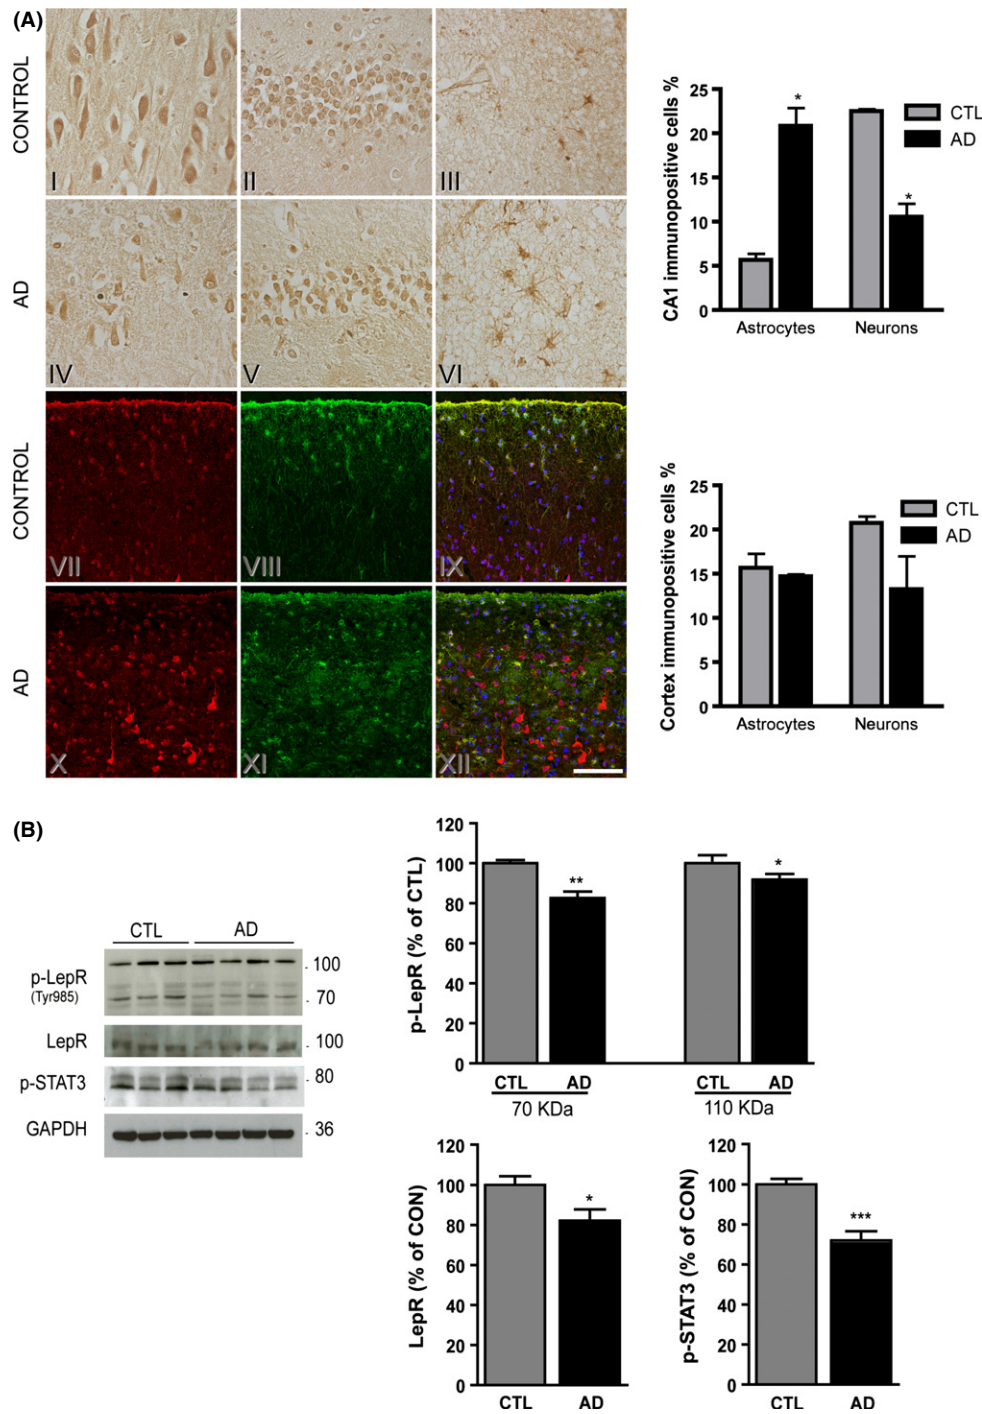 (A)
CONTROL
I
II
III
AD
IV
V
VI
CONTROL
VII
VIII
IX
AD
X
XI
XII
CA1 immunopositive cells %
25
20
15
10
5
0
*
*
CTL
AD
Astrocytes
Neurons
Cortex immunopositive cells %
25
20
15
10
5
0
CTL
AD
Astrocytes
Neurons
(B)
CTL
AD
p-LepR
(Tyr985)
100
70
LepR
100
p-STAT3
80
GAPDH
36
p-LepR (% of CTL)
120
100
80
60
40
20
0
**
*
CTL
AD
CTL
AD
70 KDa
110 KDa
LepR (% of CON)
120
100
80
60
40
20
0
*
CTL
AD
p-STAT3 (% of CON)
120
100
80
60
40
20
0
***
CTL
AD